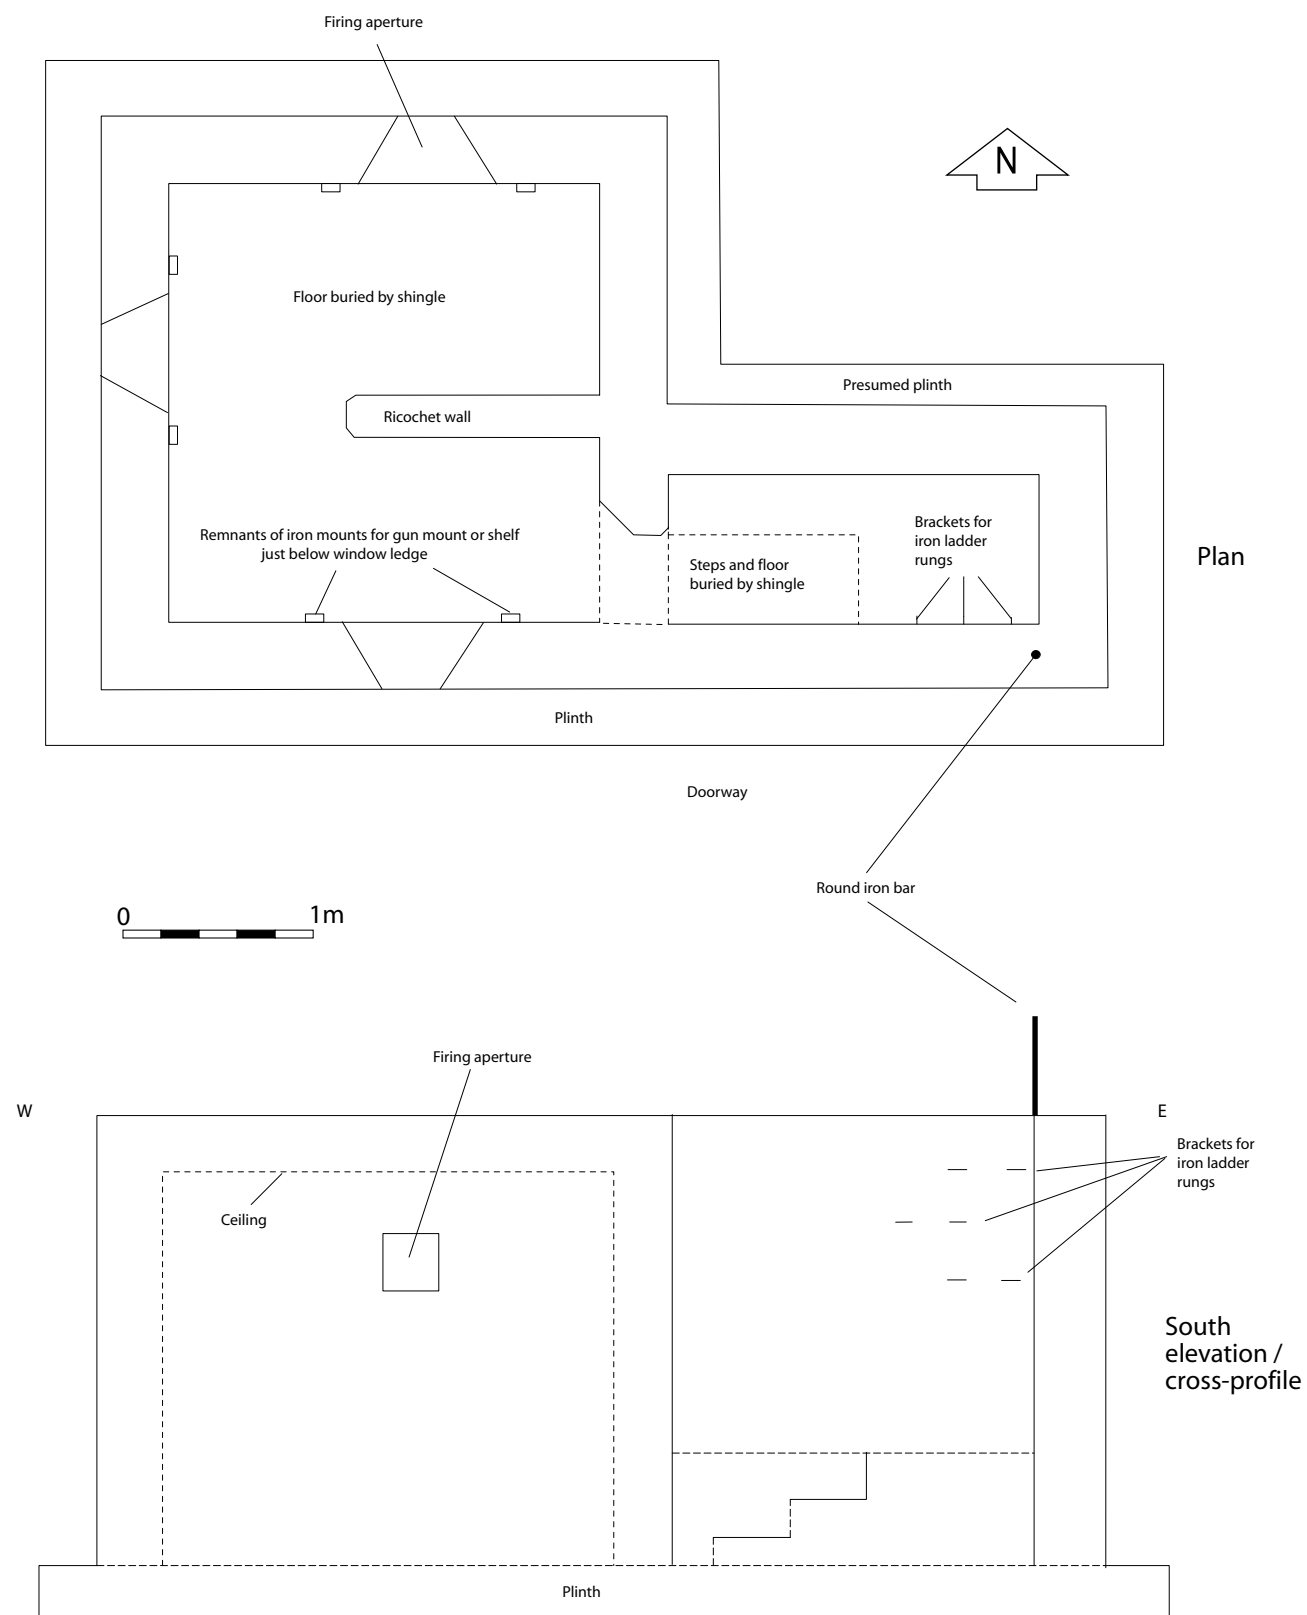 Firing aperture
N
Floor buried by shingle
Presumed plinth
Ricochet wall
Remnants of iron mounts for gun mount or shelf
just below window ledge
Brackets for
iron ladder
rungs
Steps and floor
buried by shingle
Plan
Plinth
Doorway
Round iron bar
0 1m
Firing aperture
W
E
Brackets for
iron ladder
rungs
Ceiling
South
elevation /
cross-profile
Plinth